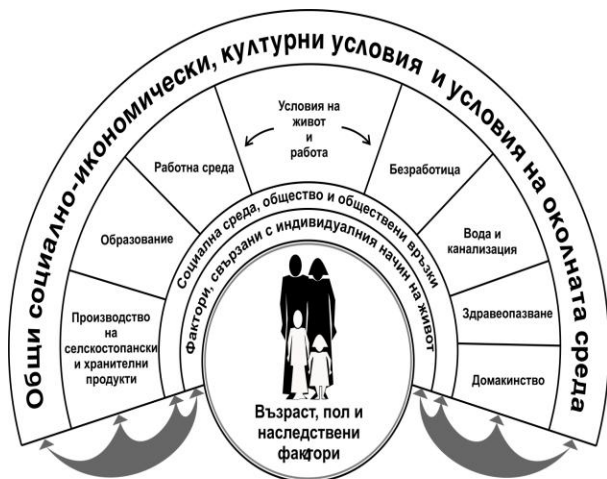 Общи социално-икономически, културни условия и условия на околната среда
Условия на
живот
и
работа
Работна среда
Безработица
Образование
Вода и
канализация
Производство
на
селскостопански
и хранителни
продукти
Здравеопазване
Домакинство
Социална среда, общество и обществени връзки
Фактори, свързани с индивидуалния начин на живот
Възраст, пол и
наследствени
фактори